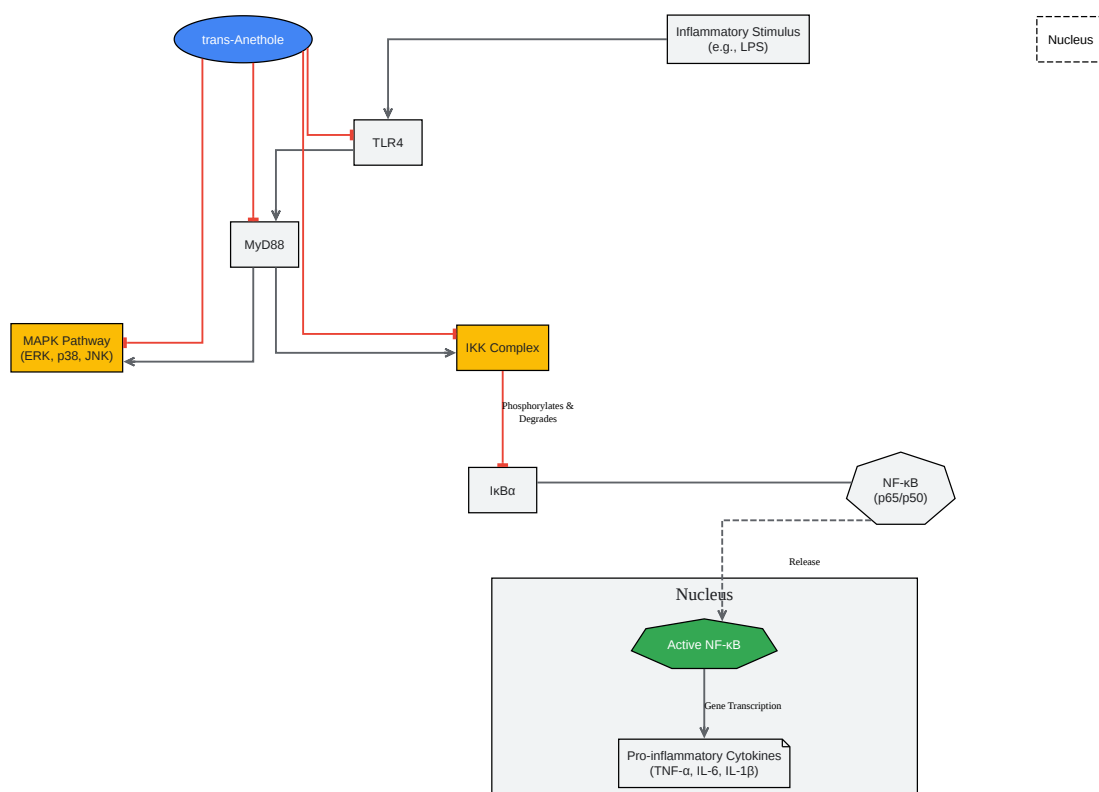 trans-Anethole
Inflammatory Stimulus
(e.g., LPS)
Nucleus
TLR4
MyD88
MAPK Pathway
(ERK, p38, JNK)
IKK Complex
Phosphorylates &
Degrades
IκBα
NF-κB
(p65/p50)
Release
Nucleus
Active NF-κB
Gene Transcription
Pro-inflammatory Cytokines
(TNF-α, IL-6, IL-1β)